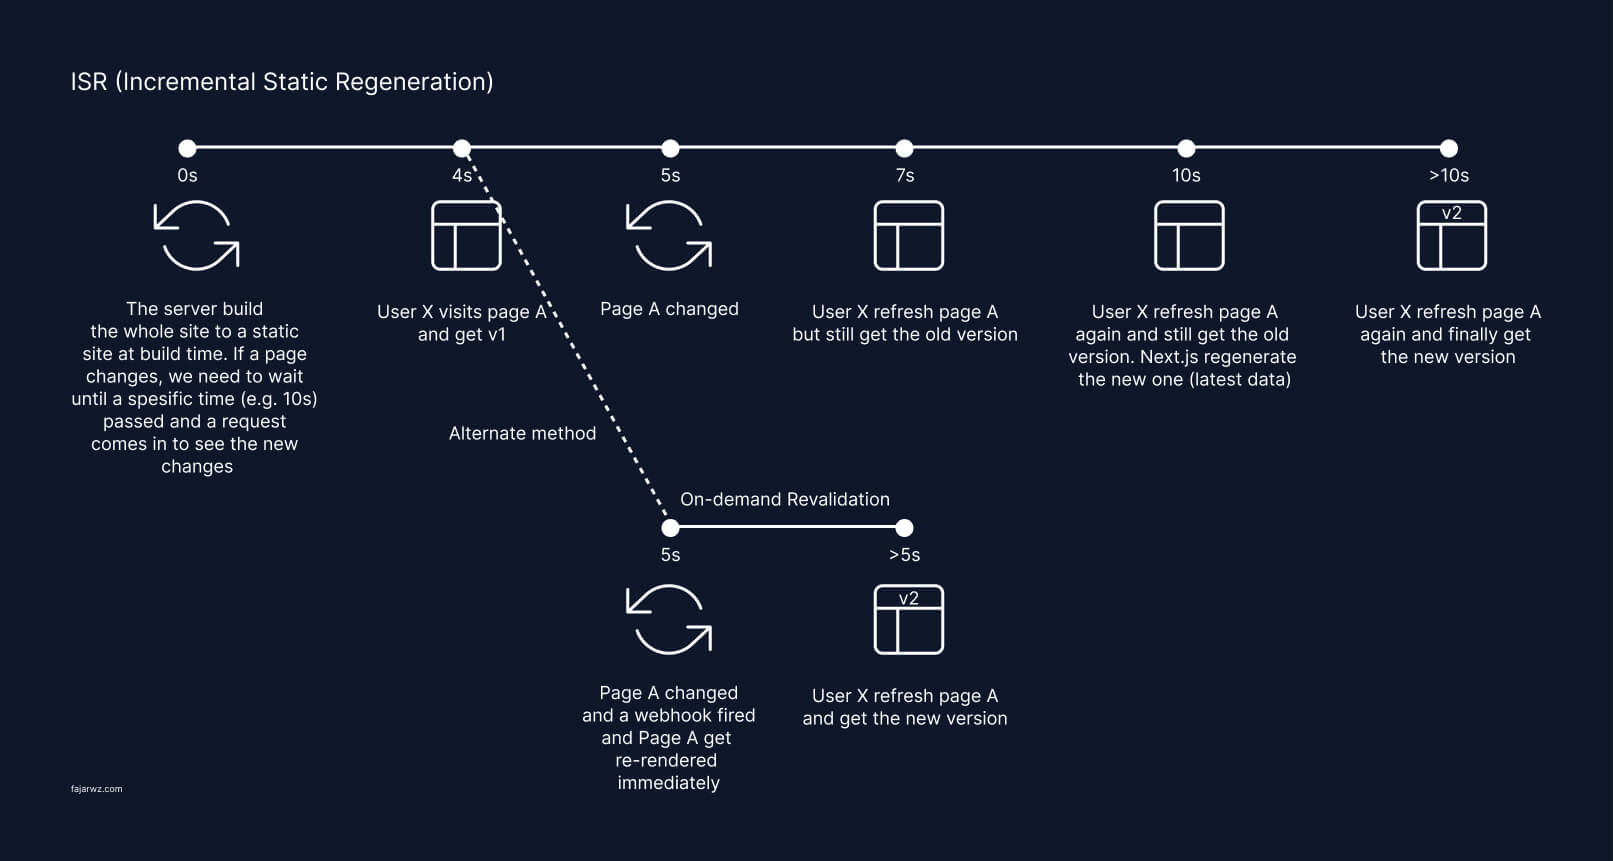 ISR (Incremental Static Regeneration)
0s
4s
5s
7s
10s
>10s
v2
The server build
the whole site to a static
site at build time. If a page
changes, we need to wait
until a spesific time (e.g. 10s)
passed and a request
comes in to see the new
changes
User X visits page A
and get v1
Page A changed
User X refresh page A
but still get the old version
User X refresh page A
again and still get the old
version. Next.js regenerate
the new one (latest data)
User X refresh page A
again and finally get
the new version
Alternate method
On-demand Revalidation
5s
>5s
v2
Page A changed
and a webhook fired
and Page A get
re-rendered
immediately
User X refresh page A
and get the new version
fajarwz.com